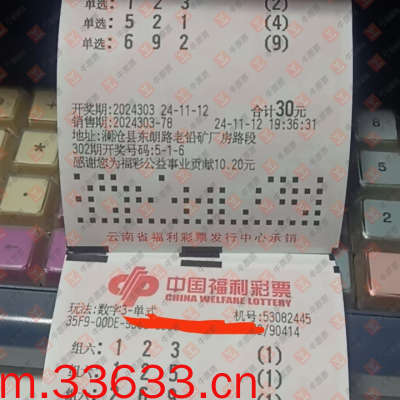 单选: 1 2 3 (2)
单选: 5 2 1 (4)
单选: 6 9 2 (9)
开奖期:2024303 24-11-12 合计30元
销售期:2024303-78 24-11-12 19:36:31
地址:澜沧县东朗路老铅矿厂房路段
302期开奖号码:5-1-6
感谢您为福彩公益事业贡献10.20元
云南省福利彩票发行中心承销
中国福利彩票
CHINA WELFARE LOTTERY
玩法:数字3-单式 机号:53082445
/90414
组六: 1 2 3 (1)
组六: 1 2 5 (1)
m.33633.cn